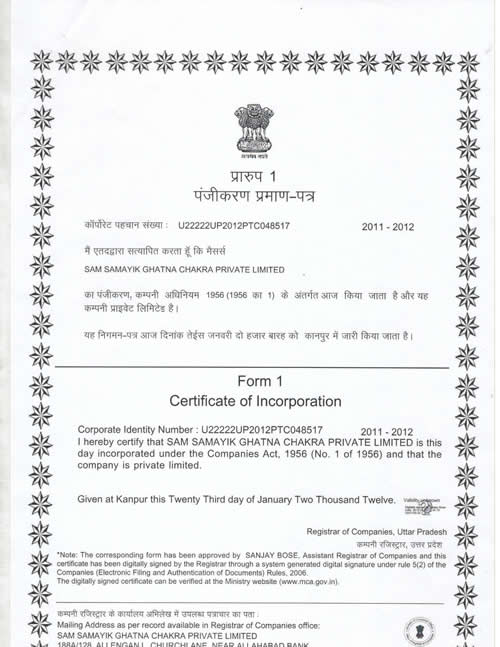 सत्यमेव जयते
प्रारुप 1
पंजीकरण प्रमाण-पत्र
कॉर्पोरेट पहचान संख्या : U22222UP2012PTC048517 2011 - 2012
मैं एतदद्वारा सत्यापित करता हूँ कि मैसर्स
SAM SAMAYIK GHATNA CHAKRA PRIVATE LIMITED
का पंजीकरण, कम्पनी अधिनियम 1956 (1956 का 1) के अंतर्गत आज किया जाता है और यह
कम्पनी प्राइवेट लिमिटेड है।
यह निगमन-पत्र आज दिनांक तेईस जनवरी दो हजार बारह को कानपुर में जारी किया जाता है।
Form 1
Certificate of Incorporation
Corporate Identity Number : U22222UP2012PTC048517 2011 - 2012
I hereby certify that SAM SAMAYIK GHATNA CHAKRA PRIVATE LIMITED is this
day incorporated under the Companies Act, 1956 (No. 1 of 1956) and that the
company is private limited.
Given at Kanpur this Twenty Third day of January Two Thousand Twelve.
Validity unknown
Registrar of Companies, Uttar Pradesh
कम्पनी रजिस्ट्रार, उत्तर प्रदेश
*Note: The corresponding form has been approved by SANJAY BOSE, Assistant Registrar of Companies and this
certificate has been digitally signed by the Registrar through a system generated digital signature under rule 5(2) of the
Companies (Electronic Filing and Authentication of Documents) Rules, 2006.
The digitally signed certificate can be verified at the Ministry website (www.mca.gov.in).
कम्पनी रजिस्ट्रार के कार्यालय अभिलेख में उपलब्ध पत्राचार का पता :
Mailing Address as per record available in Registrar of Companies office:
SAM SAMAYIK GHATNA CHAKRA PRIVATE LIMITED
188A/128, ALLENGANJ, CHURCHLANE, NEAR ALLAHABAD BANK,